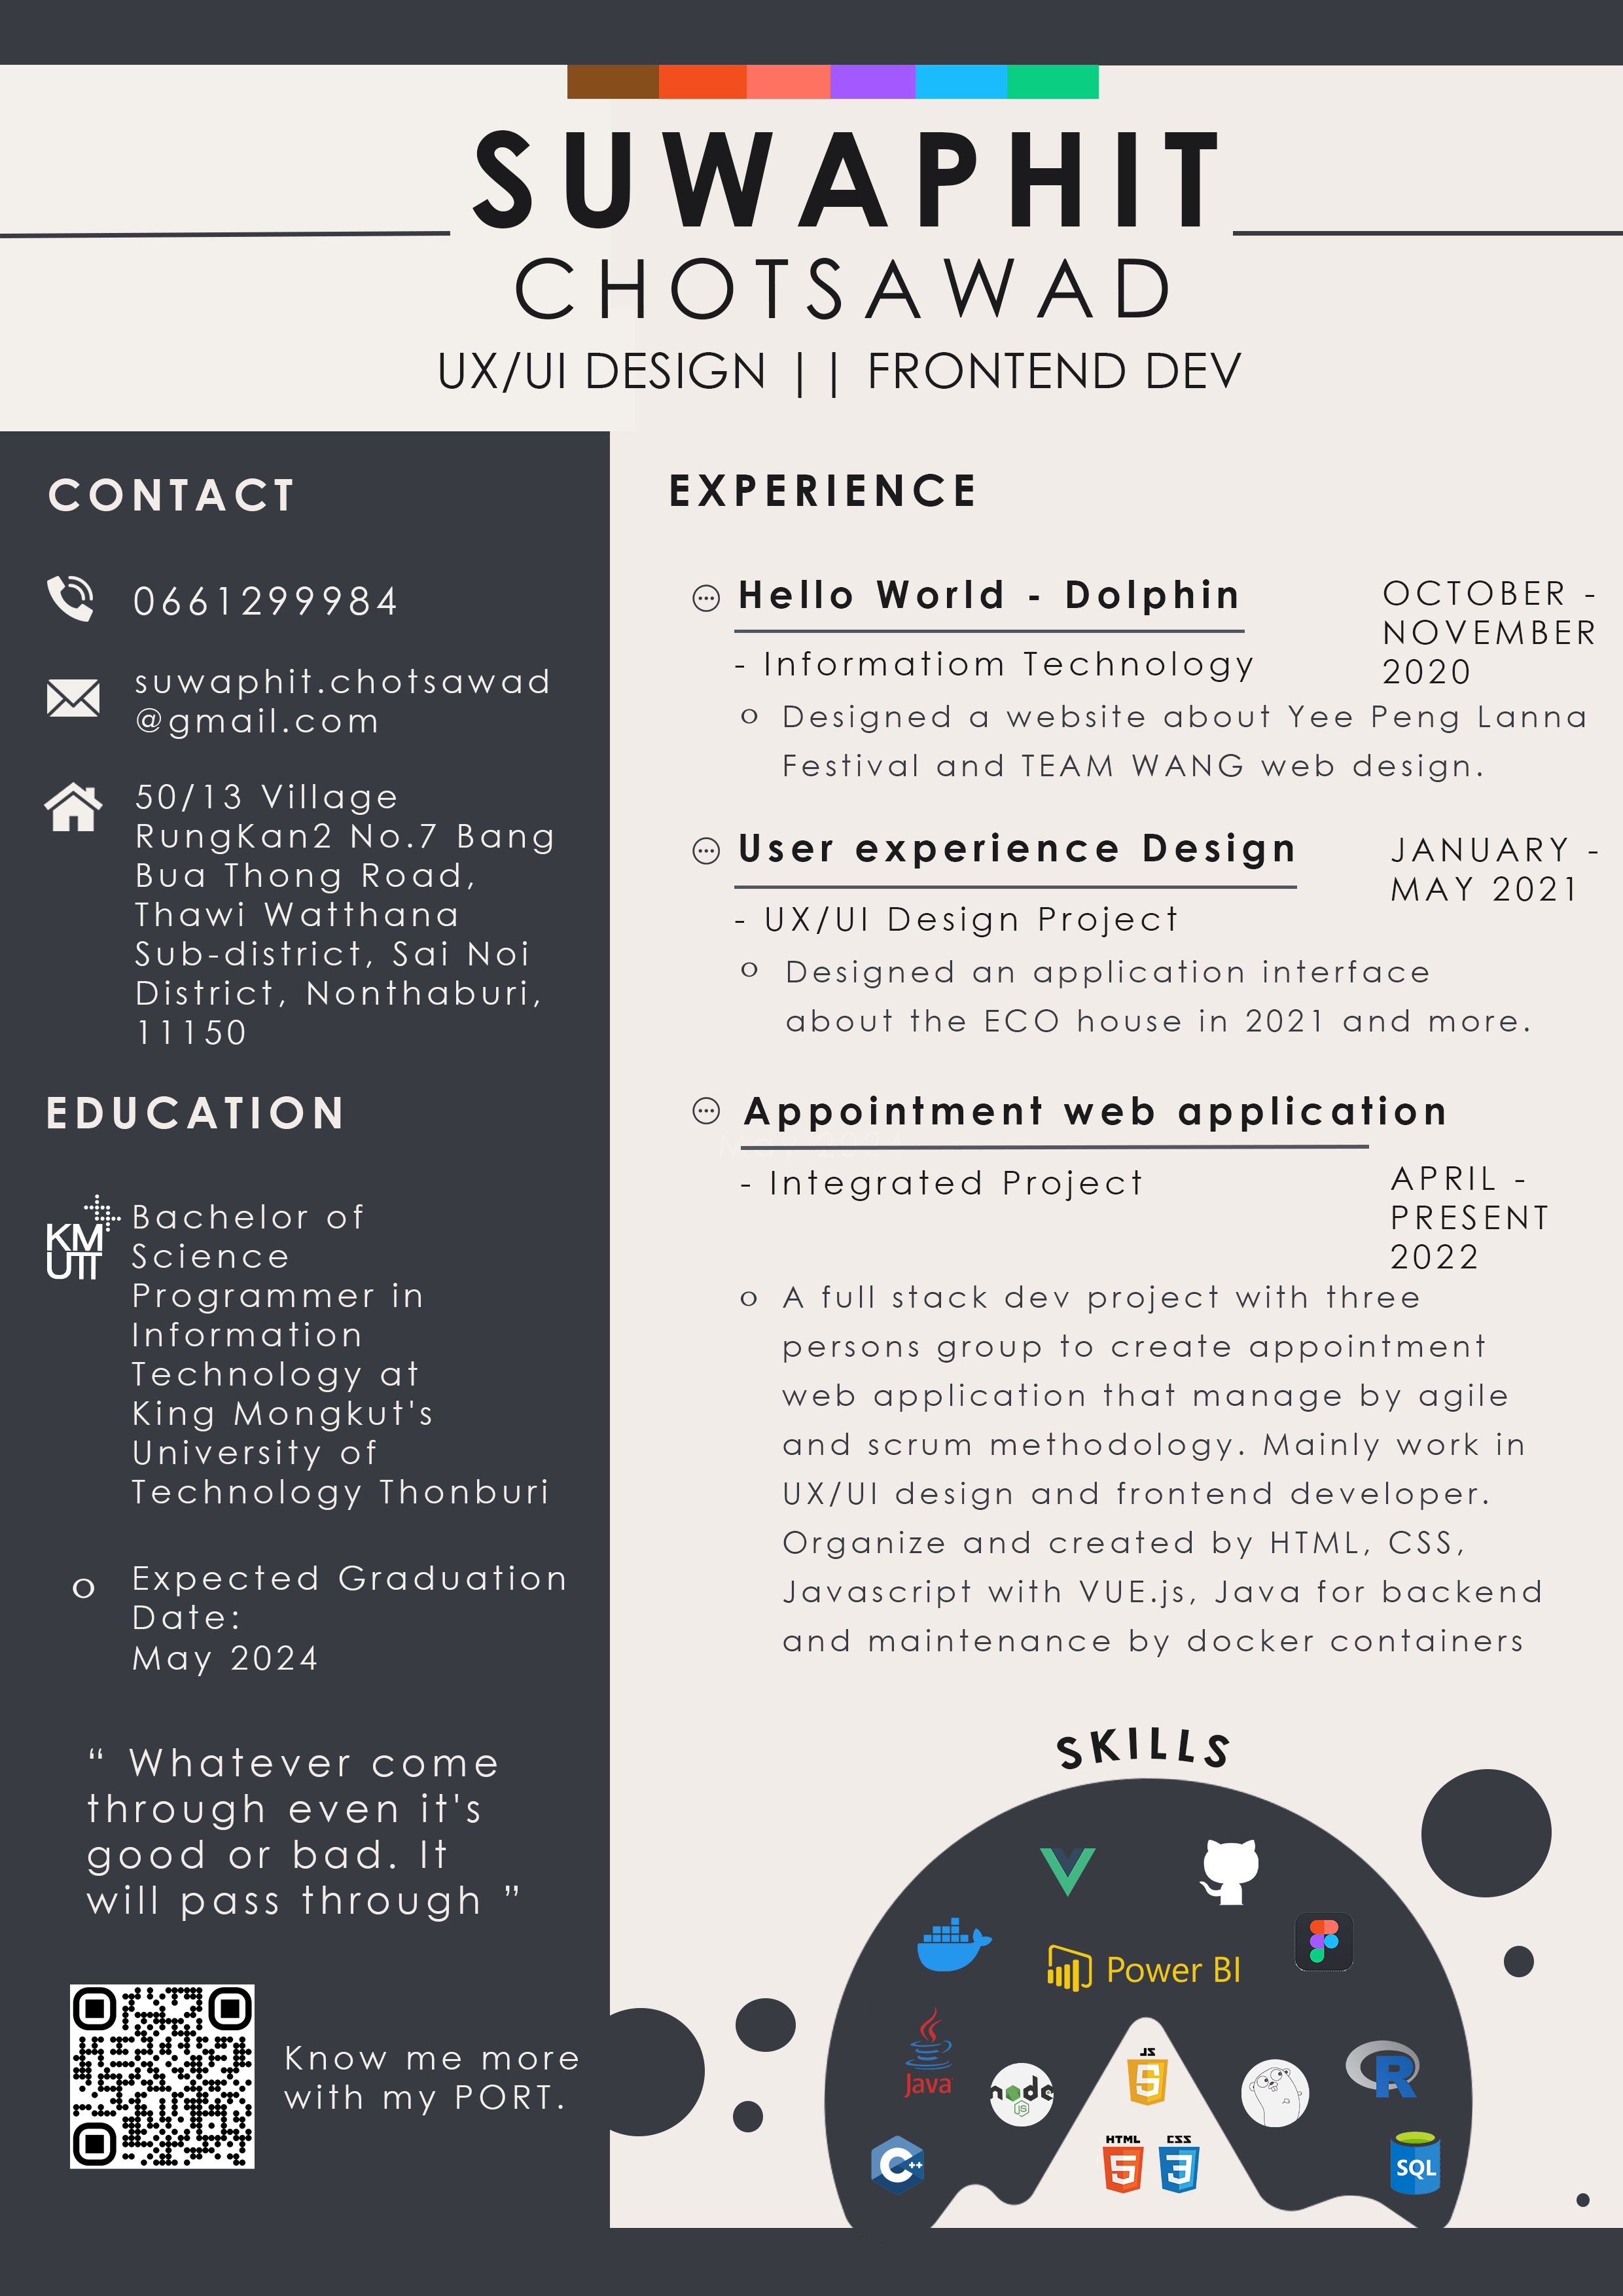 SUWAPHIT
CHOTSAWAD
UX/UI DESIGN || FRONTEND DEV
CONTACT
0661299984
suwaphit.chotsawad
@gmail.com
50/13 Village
RungKan2 No.7 Bang
Bua Thong Road,
Thawi Watthana
Sub-district, Sai Noi
District, Nonthaburi,
11150
EDUCATION
KM
UTT
Bachelor of
Science
Programmer in
Information
Technology at
King Mongkut's
University of
Technology Thonburi
o Expected Graduation
Date:
May 2024
“ Whatever come
through even it's
good or bad. It
will pass through ”
Know me more
with my PORT.
EXPERIENCE
Hello World - Dolphin
OCTOBER -
NOVEMBER
2020
- Informatiom Technology
o Designed a website about Yee Peng Lanna
Festival and TEAM WANG web design.
User experience Design
JANUARY -
MAY 2021
- UX/UI Design Project
o Designed an application interface
about the ECO house in 2021 and more.
Appointment web application
- Integrated Project
APRIL -
PRESENT
2022
o A full stack dev project with three
persons group to create appointment
web application that manage by agile
and scrum methodology. Mainly work in
UX/UI design and frontend developer.
Organize and created by HTML, CSS,
Javascript with VUE.js, Java for backend
and maintenance by docker containers
SKILLS
Power BI
Java
node
JS
JS
5
R
C++
HTML
5
CSS
3
SQL